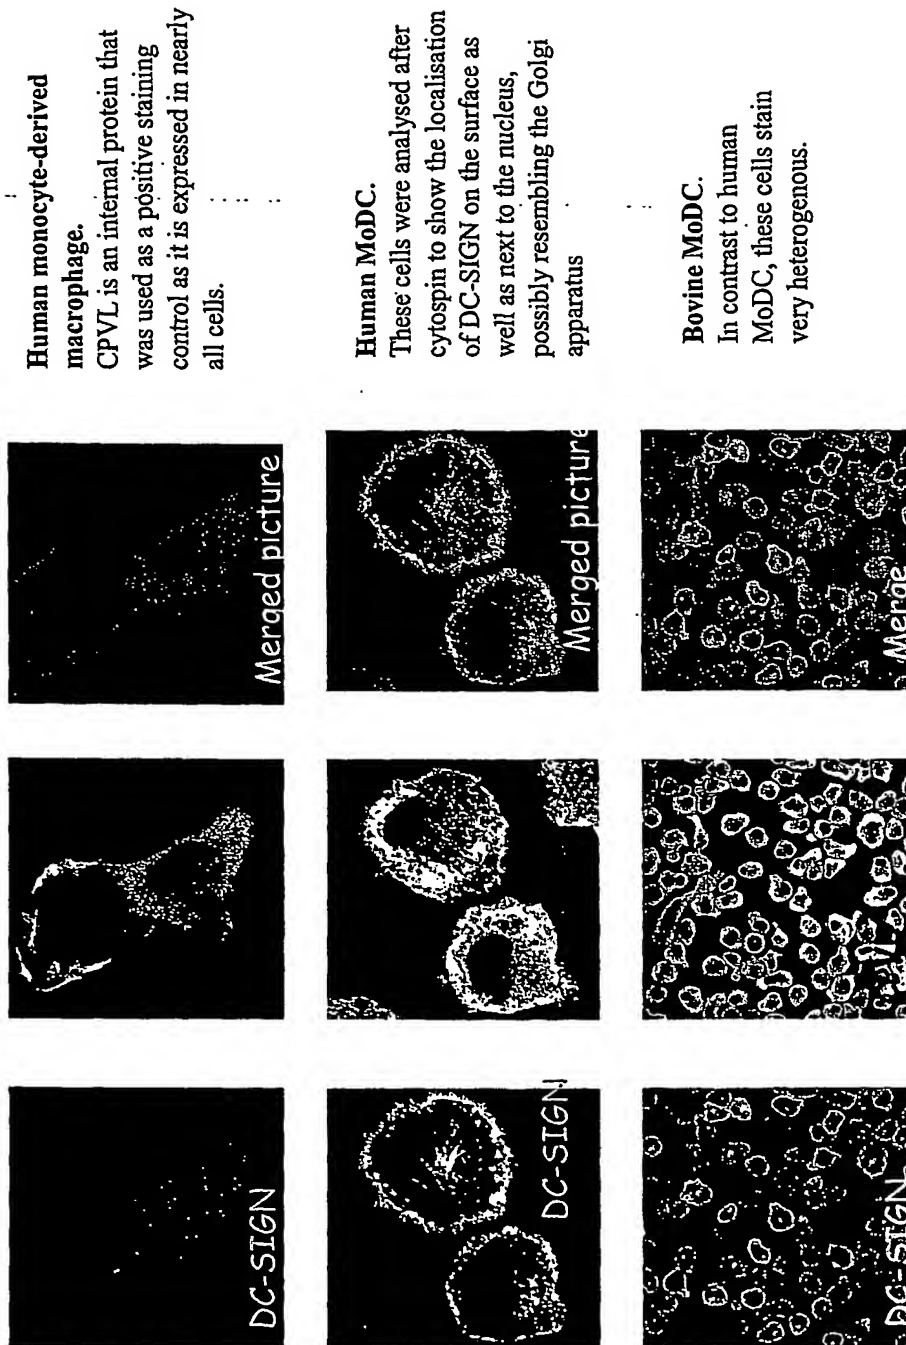 DC-SIGN
Merged picture
Human monocyte-derived
macrophage.
CPVL is an internal protein that
was used as a positive staining
control as it is expressed in nearly
all cells.
DC-SIGN
Merged picture
Human MoDC.
These cells were analysed after
cytospin to show the localisation
of DC-SIGN on the surface as
well as next to the nucleus,
possibly resembling the Golgi
apparatus
DC-SIGN
Merge
Bovine MoDC.
In contrast to human
MoDC, these cells stain
very heterogenous.